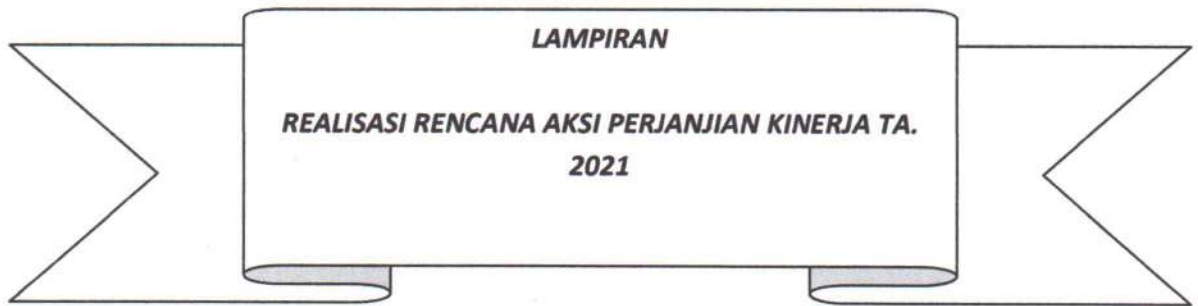 LAMPIRAN
REALISASI RENCANA AKSI PERJANJIAN KINERJA TA.
2021